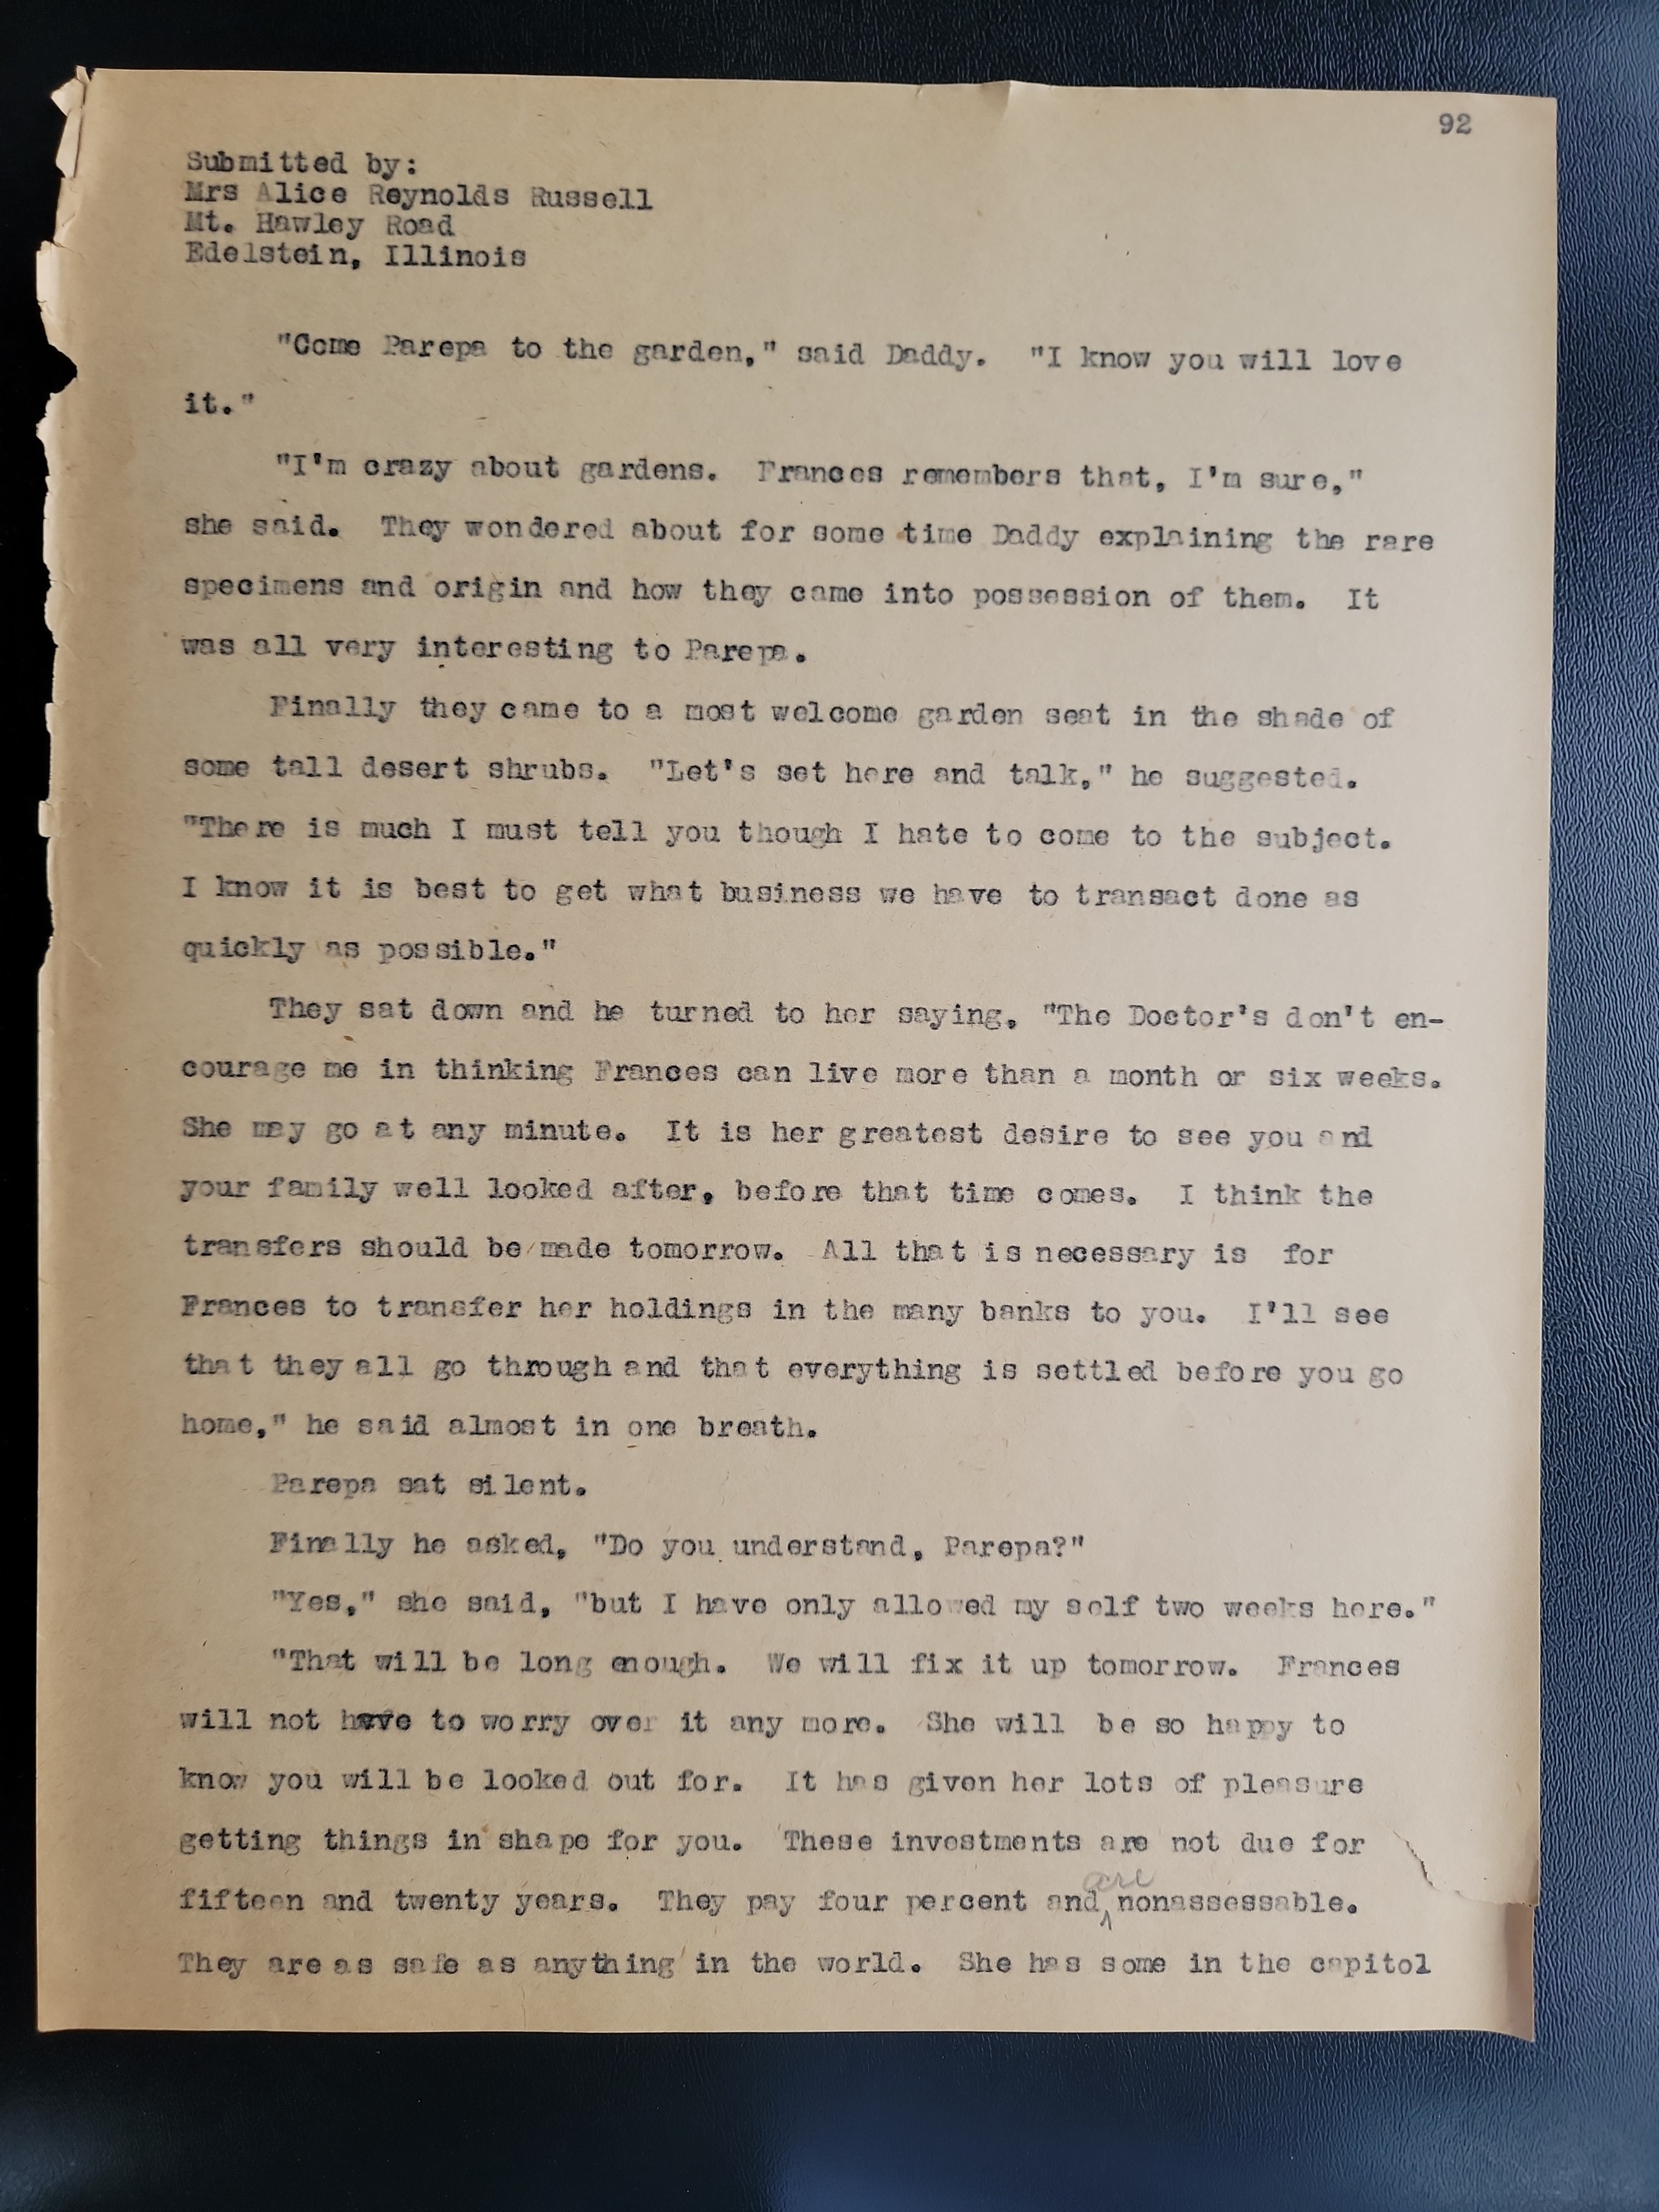 92
Submitted by:
Mrs Alice Reynolds Russell
Mt. Hawley Road
Edelstein, Illinois
"Come Parepa to the garden," said Daddy. "I know you will love
it."
"I'm crazy about gardens. Frances remembers that, I'm sure,"
she said. They wondered about for some time Daddy explaining the rare
specimens and origin and how they came into possession of them. It
was all very interesting to Parepa.
Finally they came to a most welcome garden seat in the shade of
some tall desert shrubs. "Let's set here and talk," he suggested.
"There is much I must tell you though I hate to come to the subject.
I know it is best to get what business we have to transact done as
quickly as possible."
They sat down and he turned to her saying, "The Doctor's don't en-
courage me in thinking Frances can live more than a month or six weeks.
She may go at any minute. It is her greatest desire to see you and
your family well looked after, before that time comes. I think the
transfers should be made tomorrow. All that is necessary is for
Frances to transfer her holdings in the many banks to you. I'll see
that they all go through and that everything is settled before you go
home," he said almost in one breath.
Parepa sat silent.
Finally he asked, "Do you understand, Parepa?"
"Yes," she said, "but I have only allowed my self two weeks here."
"That will be long enough. We will fix it up tomorrow. Frances
will not have to worry over it any more. She will be so happy to
know you will be looked out for. It has given her lots of pleasure
getting things in shape for you. These investments are not due for
fifteen and twenty years. They pay four percent and are nonassessable.
They are as safe as anything in the world. She has some in the capitol